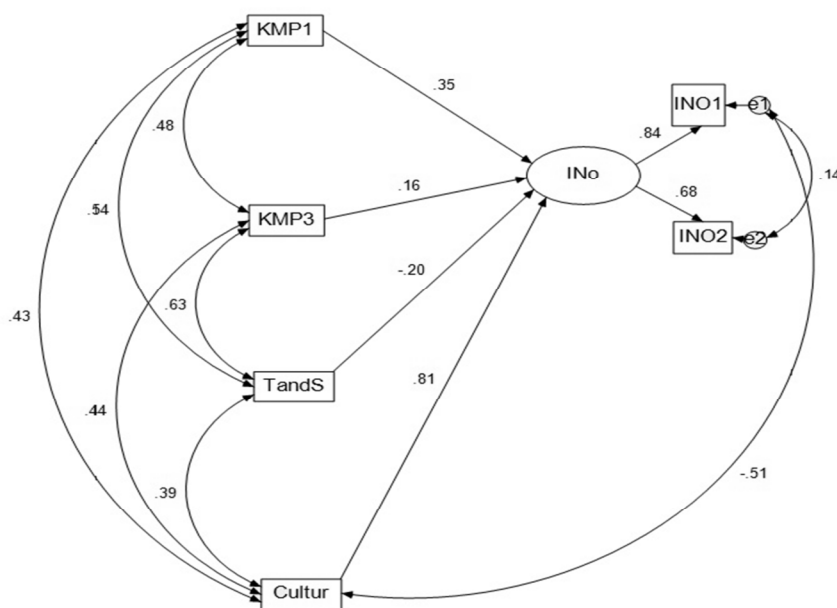 KMP1
.35
INO1
e1
.84
.48
INo
.14
.16
.68
.54
KMP3
INO2
e2
-.20
.63
.43
TandS
.81
.44
-.51
.39
Cultur